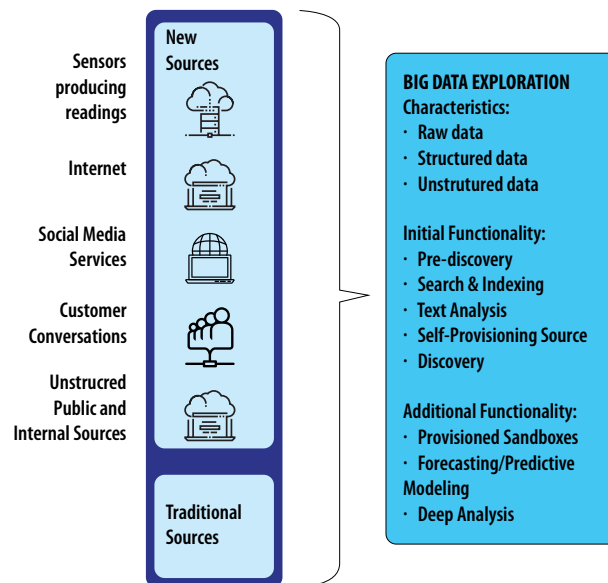 New
Sources
Sensors
producing
readings
Internet
Social Media
Services
Customer
Conversations
Unstrucred
Public and
Internal Sources
Traditional
Sources
BIG DATA EXPLORATION
Characteristics:
· Raw data
· Structured data
· Unstrutured data
Initial Functionality:
· Pre-discovery
· Search & Indexing
· Text Analysis
· Self-Provisioning Source
· Discovery
Additional Functionality:
· Provisioned Sandboxes
· Forecasting/Predictive
Modeling
· Deep Analysis